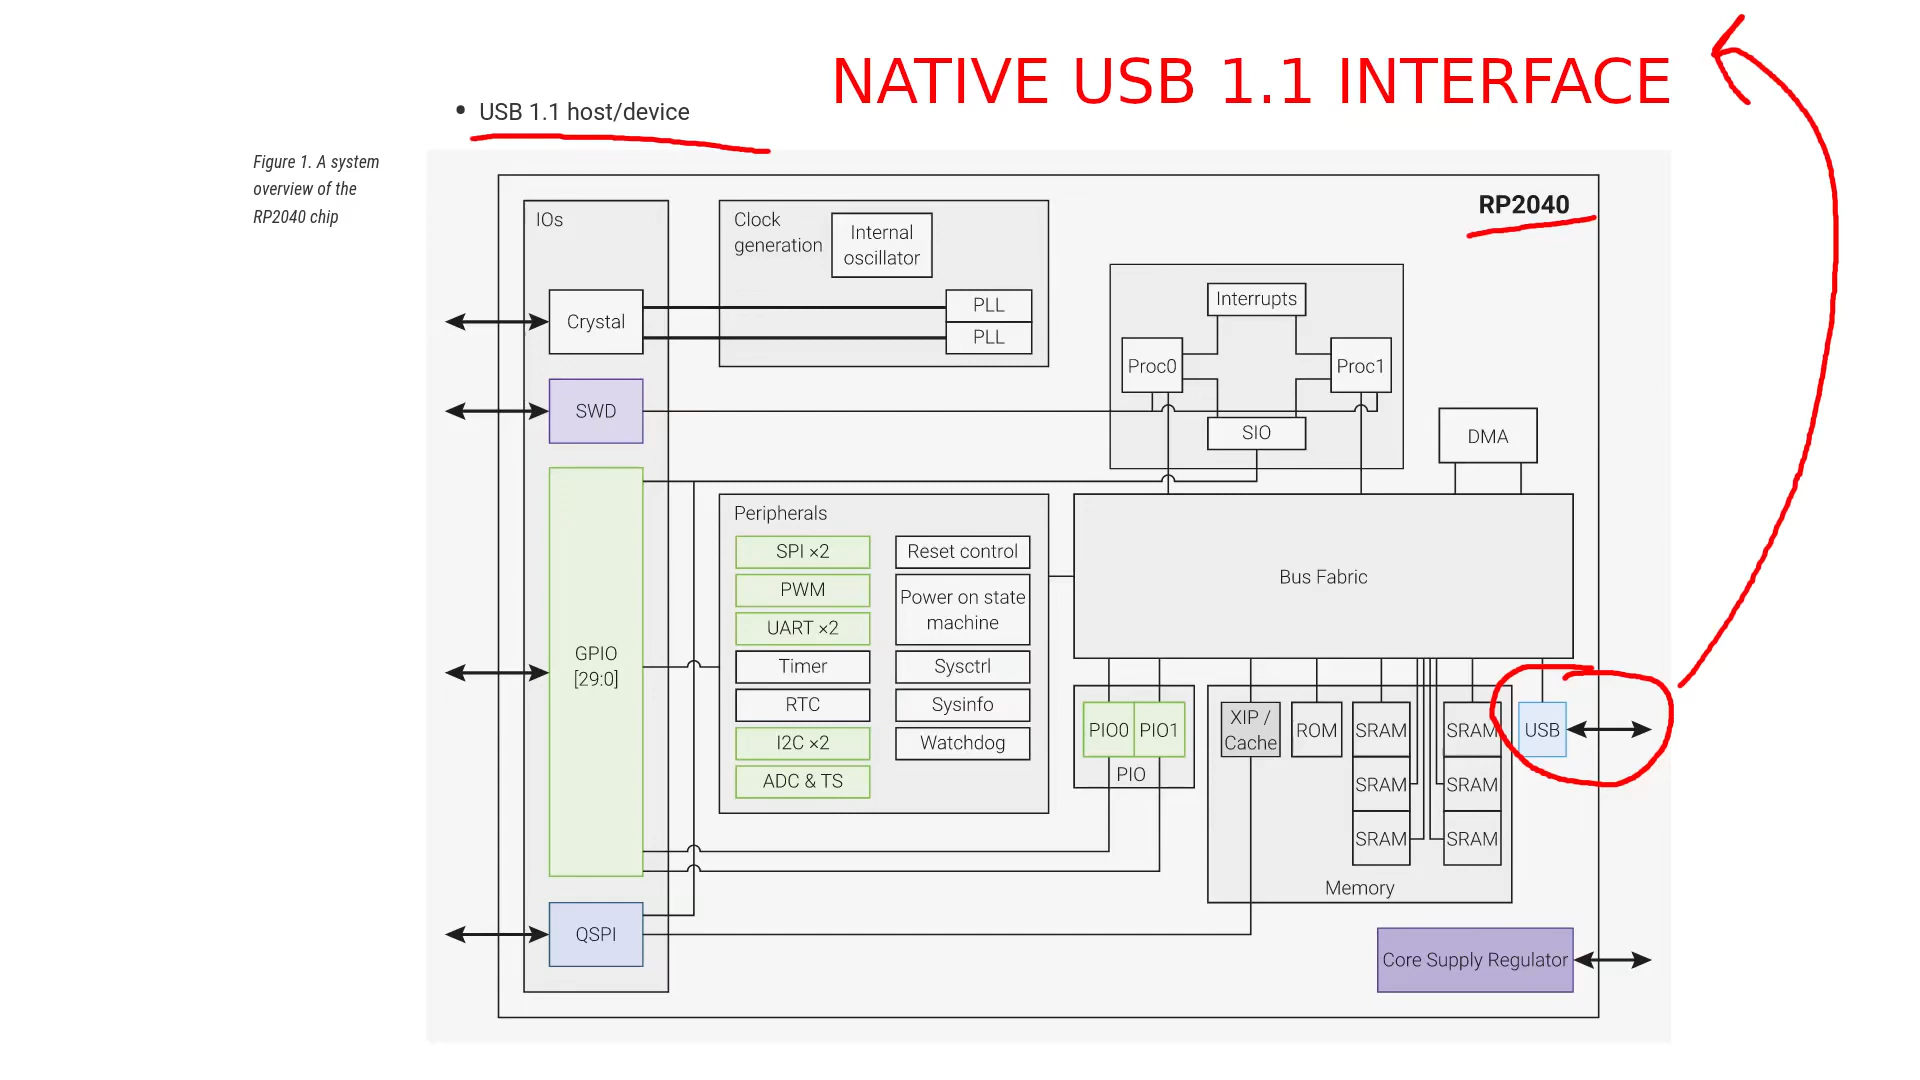 NATIVE USB 1.1 INTERFACE
• USB 1.1 host/device
Figure 1. A system
overview of the
RP2040 chip
RP2040
IOs
Crystal
SWD
GPIO
[29:0]
QSPI
Clock
generation
Internal
oscillator
PLL
PLL
Interrupts
Proc0
Proc1
SIO
DMA
Peripherals
SPI ×2
PWM
UART ×2
Timer
RTC
I2C ×2
ADC & TS
Reset control
Power on state
machine
Sysctrl
Sysinfo
Watchdog
Bus Fabric
PIO0
PIO1
PIO
XIP /
Cache
ROM
SRAM
SRAM
SRAM
SRAM
SRAM
SRAM
Memory
USB
Core Supply Regulator